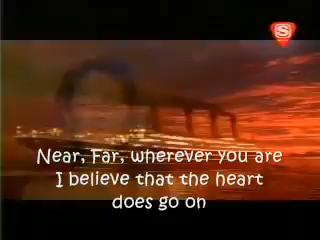 S
Near, Far, wherever you are
I believe that the heart
does go on